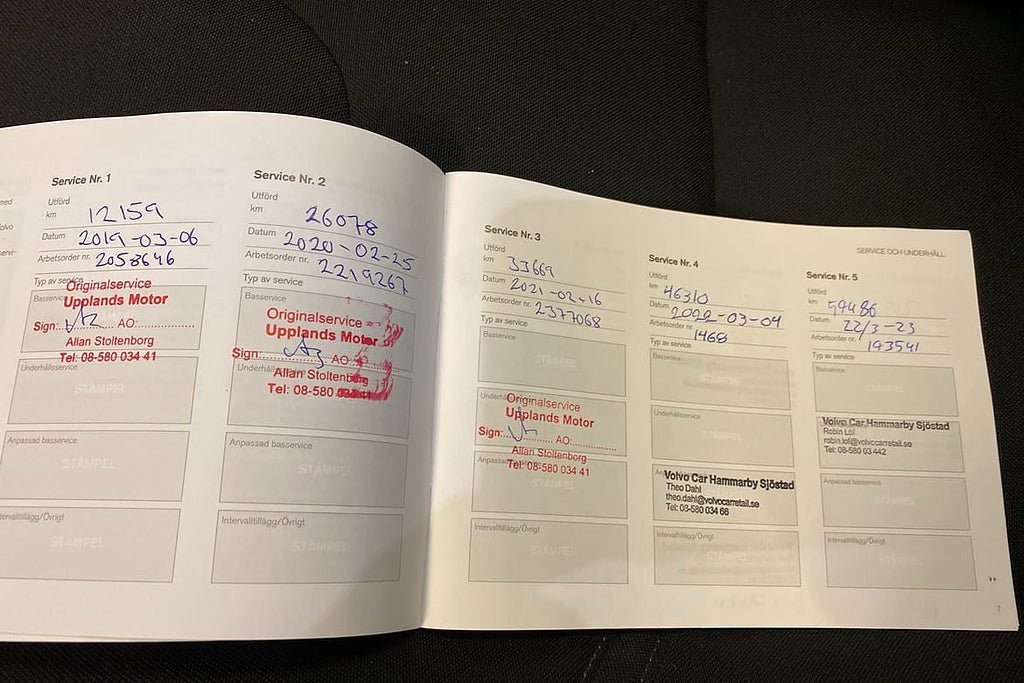 Service Nr. 1
Utförd
km 12159
Datum 2019-03-06
Arbetsorder nr. 2058646
Typ av service
Basservice
Originalservice
Upplands Motor
Sign: AO:
Allan Stoltenborg
Tel: 08-580 034 41
Underhållsservice
STÄMPEL
Anpassad basservice
STÄMPEL
Intervalltillägg/Övrigt
STÄMPEL
Service Nr. 2
Utförd
km 26078
Datum 2020-02-25
Arbetsorder nr. 2219267
Typ av service
Basservice
Originalservice
Upplands Motor
Sign: AO
Allan Stoltenborg
Tel: 08-580
Underhållsservice
Anpassad basservice
STÄMPEL
Intervalltillägg/Övrigt
STÄMPEL
Service Nr. 3
Utförd
km 33669
Datum 2021-02-16
Arbetsorder nr. 2377068
Typ av service
Basservice
STÄMPEL
Originalservice
Upplands Motor
Sign: AO:
Allan Stoltenborg
Tel: 08-580 034 41
STÄMPEL
Intervalltillägg/Övrigt
STÄMPEL
SERVICE OCH UNDERHÅLL
Service Nr. 4
Utförd
km 46310
Datum 2022-03-04
Arbetsorder nr. 1468
Typ av service
Basservice
STÄMPEL
Underhållsservice
STÄMPEL
Volvo Car Hammarby Sjöstad
Theo Dahl
theo.dahl@volvocarretail.se
Tel: 03-580 034 66
Intervalltillägg/Övrigt
STÄMPEL
Service Nr. 5
Utförd
km 59486
Datum 22/3-23
Arbetsorder nr. 193541
Typ av service
Basservice
STÄMPEL
Volvo Car Hammarby Sjöstad
Robin Löf
robin.lof@volvocarretail.se
Tel: 08-580 03 442
Anpassad basservice
STÄMPEL
Intervalltillägg/Övrigt
STÄMPEL
7